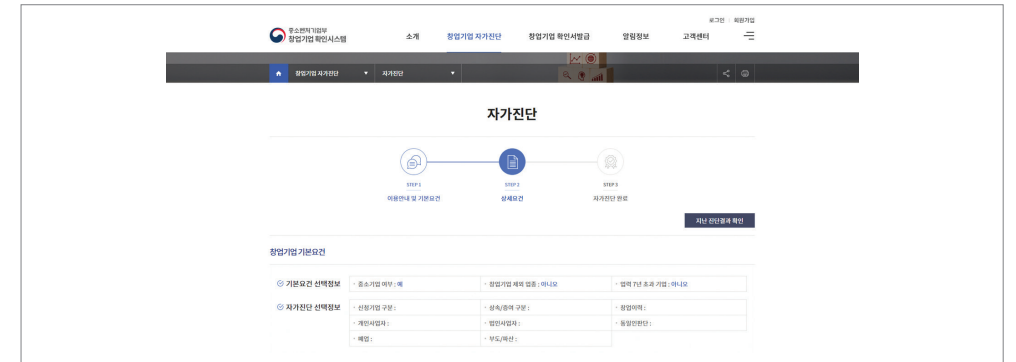 로그인 | 회원가입
중소벤처기업부
창업기업 확인시스템
소개 창업기업 자가진단 창업기업 확인서발급 알림정보 고객센터
창업기업 자가진단 ▼ 자가진단 ▼
자가진단
STEP 1 STEP 2 STEP 3
이용안내 및 기본요건 상세요건 자가진단 완료
지난 진단결과 확인
창업기업 기본요건
기본요건 선택정보 · 중소기업 여부 : 예 · 창업기업 제외 업종 : 아니오 · 업력 7년 초과 기업 : 아니오
자가진단 선택정보 · 신청기업 구분 : · 상속/증여 구분 : · 창업이력 :
· 개인사업자 : · 법인사업자 : · 동일인판단 :
· 폐업 : · 부도/파산 :